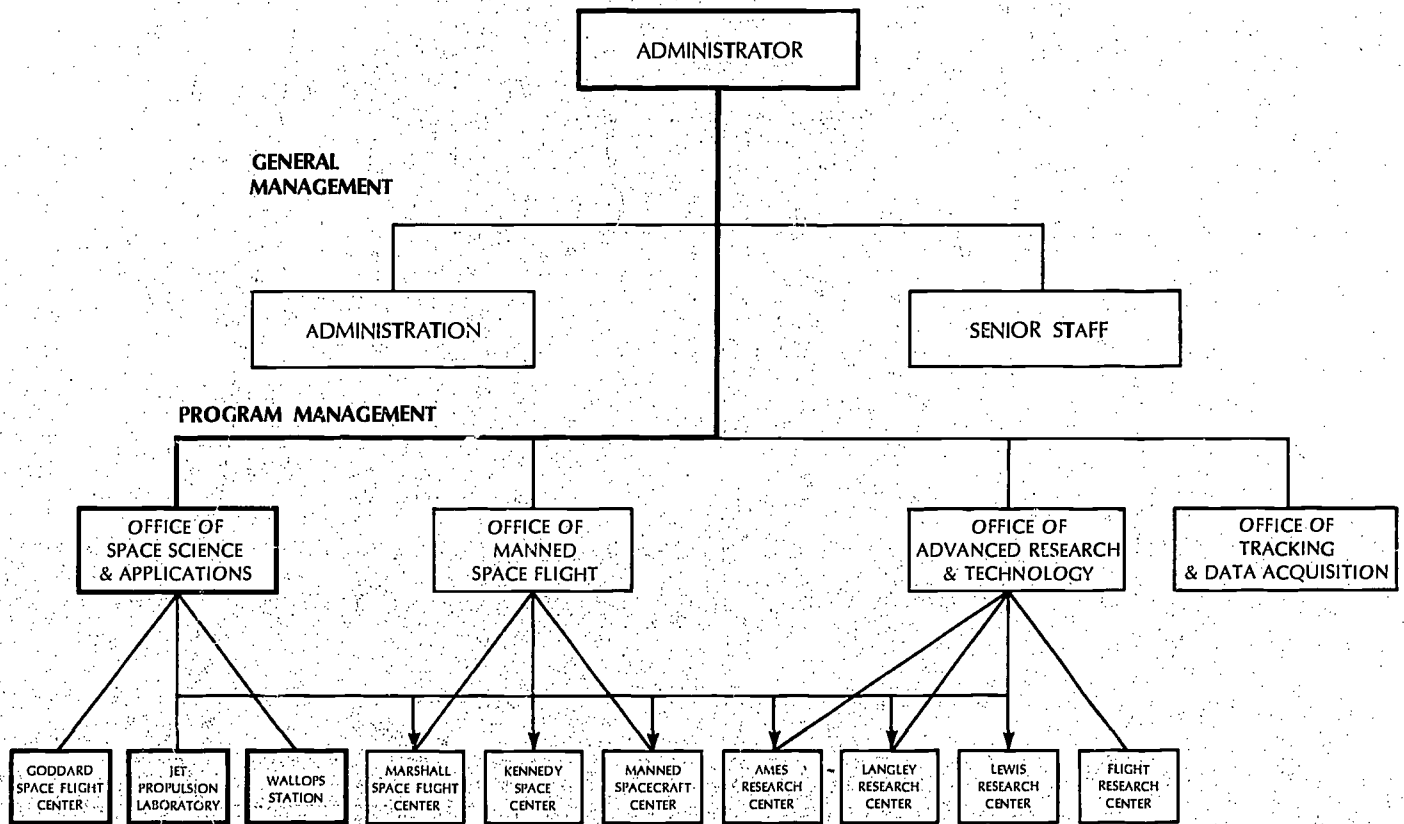 ADMINISTRATOR
GENERAL
MANAGEMENT
ADMINISTRATION
SENIOR STAFF
PROGRAM MANAGEMENT
OFFICE OF
SPACE SCIENCE
& APPLICATIONS
OFFICE OF
MANNED
SPACE FLIGHT
OFFICE OF
ADVANCED RESEARCH
& TECHNOLOGY
OFFICE OF
TRACKING
& DATA ACQUISITION
GODDARD
SPACE FLIGHT
CENTER
JET
PROPULSION
LABORATORY
WALLOPS
STATION
MARSHALL
SPACE FLIGHT
CENTER
KENNEDY
SPACE
CENTER
MANNED
SPACECRAFT
CENTER
AMES
RESEARCH
CENTER
LANGLEY
RESEARCH
CENTER
LEWIS
RESEARCH
CENTER
FLIGHT
RESEARCH
CENTER